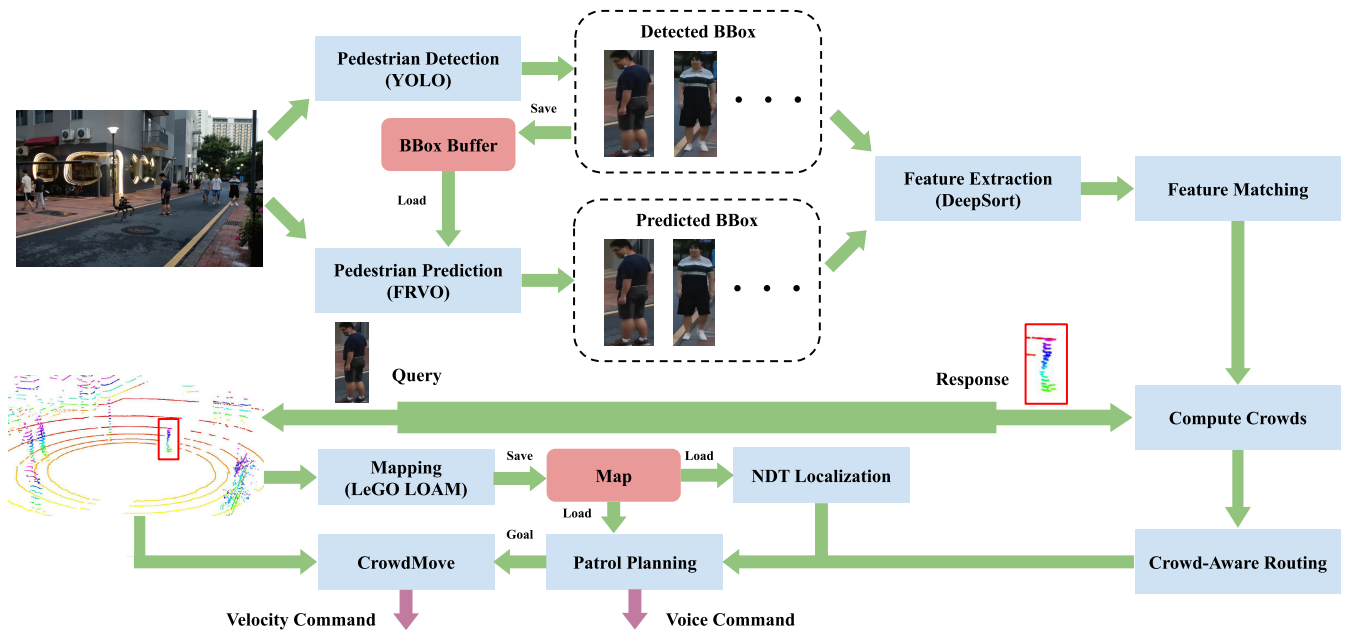 Pedestrian Detection
(YOLO)
Detected BBox
Save
BBox Buffer
Load
Feature Extraction
(DeepSort)
Feature Matching
Predicted BBox
Pedestrian Prediction
(FRVO)
Query
Response
Compute Crowds
Mapping
(LeGO LOAM)
Save
Map
Load
NDT Localization
Load
Goal
CrowdMove
Patrol Planning
Crowd-Aware Routing
Velocity Command
Voice Command